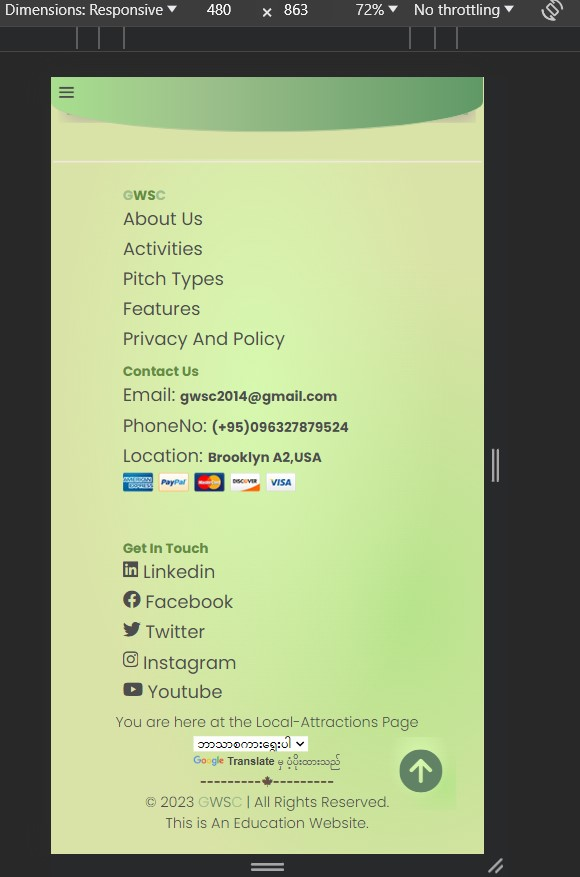 Dimensions: Responsive 480 × 863 72% No throttling
GWSC
About Us
Activities
Pitch Types
Features
Privacy And Policy
Contact Us
Email: gwsc2014@gmail.com
PhoneNo: (+95)096327879524
Location: Brooklyn A2,USA
AMERICAN EXPRESS PayPal MasterCard DISCOVER VISA
Get In Touch
Linkedin
Facebook
Twitter
Instagram
Youtube
You are here at the Local-Attractions Page
ဘာသာစကားရွေးပါ
Google Translate မှ ပံ့ပိုးထားသည်
---------- ----------
© 2023 GWSC | All Rights Reserved.
This is An Education Website.